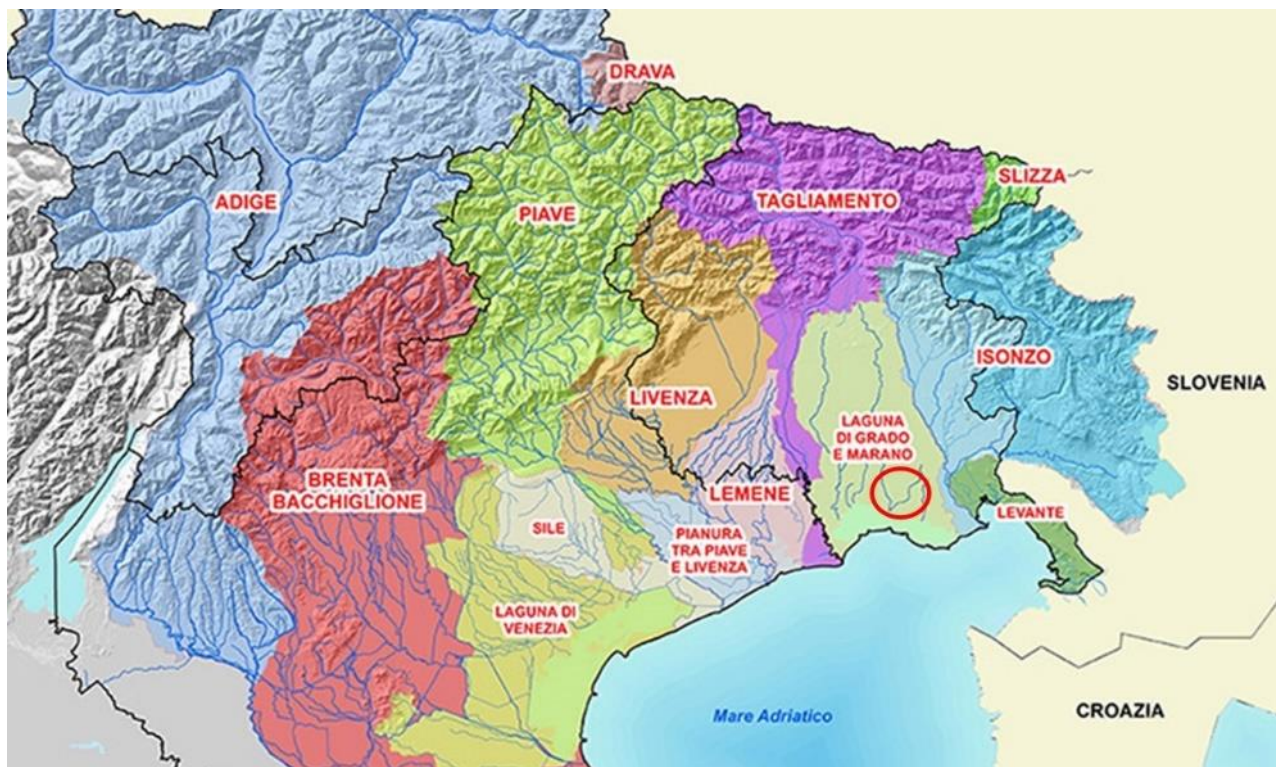 DRAVA
SLIZZA
ADIGE
PIAVE
TAGLIAMENTO
ISONZO
SLOVENIA
LIVENZA
LAGUNA
DI GRADO
E MARANO
BRENTA
BACCHIGLIONE
LEMENE
LEVANTE
SILE
PIANURA
TRA PIAVE
E LIVENZA
LAGUNA DI
VENEZIA
Mare Adriatico
CROAZIA